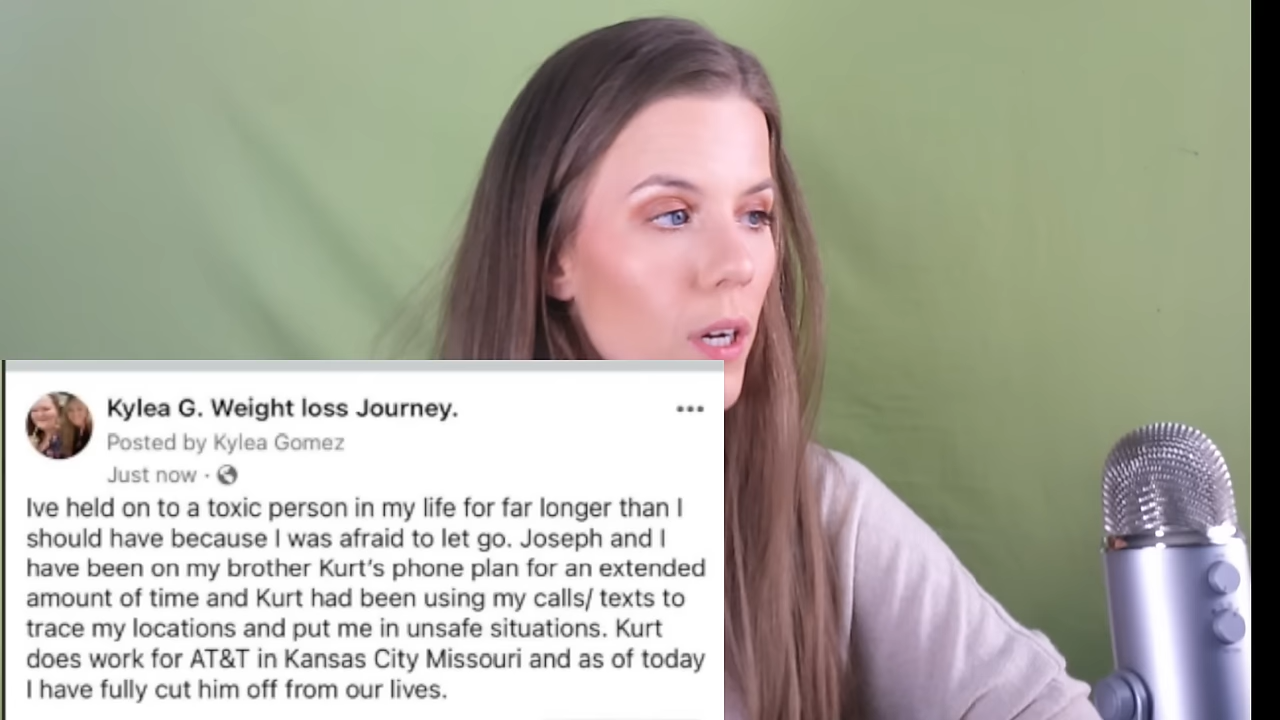 Kylea G. Weight loss Journey.
Posted by Kylea Gomez
Just now ·
Ive held on to a toxic person in my life for far longer than I
should have because I was afraid to let go. Joseph and I
have been on my brother Kurt's phone plan for an extended
amount of time and Kurt had been using my calls/ texts to
trace my locations and put me in unsafe situations. Kurt
does work for AT&T in Kansas City Missouri and as of today
I have fully cut him off from our lives.